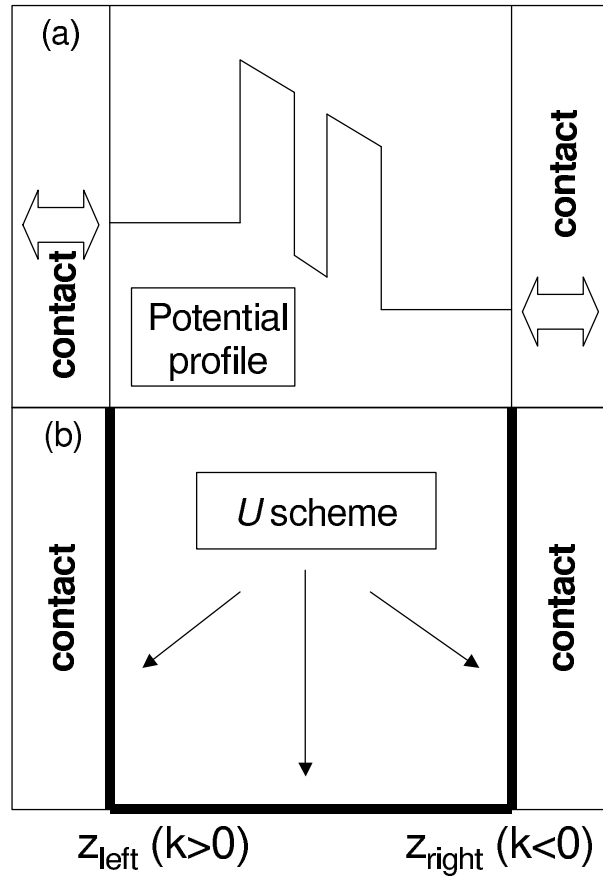 (a)
contact
contact
Potential
profile
(b)
U scheme
contact
contact
z_left (k>0)
z_right (k<0)